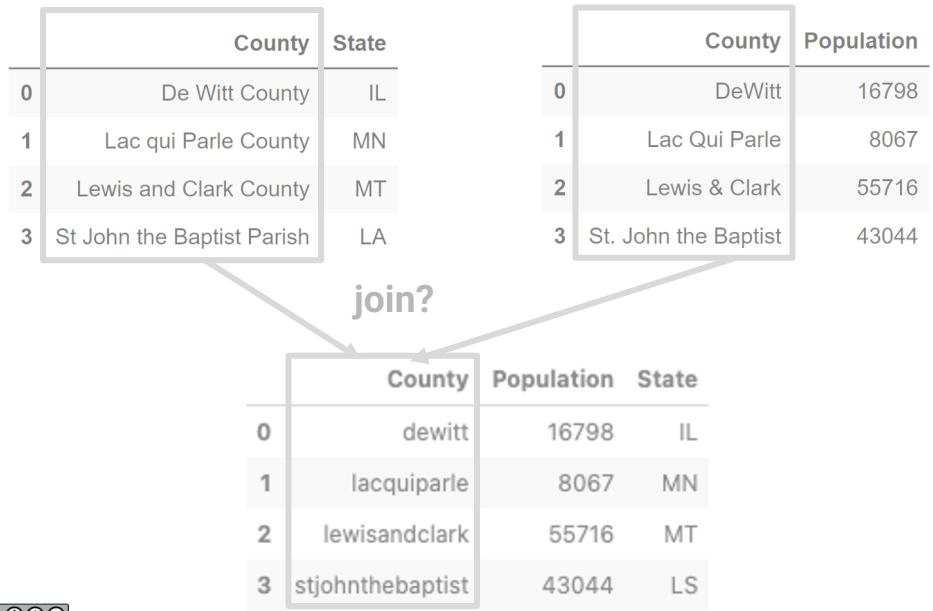 County State
0 De Witt County IL
1 Lac qui Parle County MN
2 Lewis and Clark County MT
3 St John the Baptist Parish LA
County Population
0 DeWitt 16798
1 Lac Qui Parle 8067
2 Lewis & Clark 55716
3 St. John the Baptist 43044
join?
County Population State
0 dewitt 16798 IL
1 lacquiparle 8067 MN
2 lewisandclark 55716 MT
3 stjohnthebaptist 43044 LS